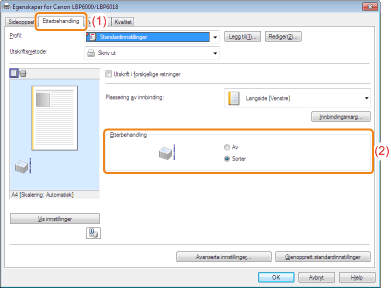 Egenskaper for Canon LBP6000/LBP6018
Sideoppsett Etterbehandling (1) Kvalitet
Profil: Standardinnstillinger Legg til(1)... Rediger(2)...
Utskriftsmetode: Skriv ut
Utskrift i forskjellige retninger
Plassering av innbinding: Langside [Venstre]
Innbindingsmarg...
Etterbehandling
Av
Sorter
(2)
A4 [Skalering: Automatisk]
Vis innstillinger
Avanserte innstillinger... Gjenopprett standardinnstillinger
OK Avbryt Hjelp